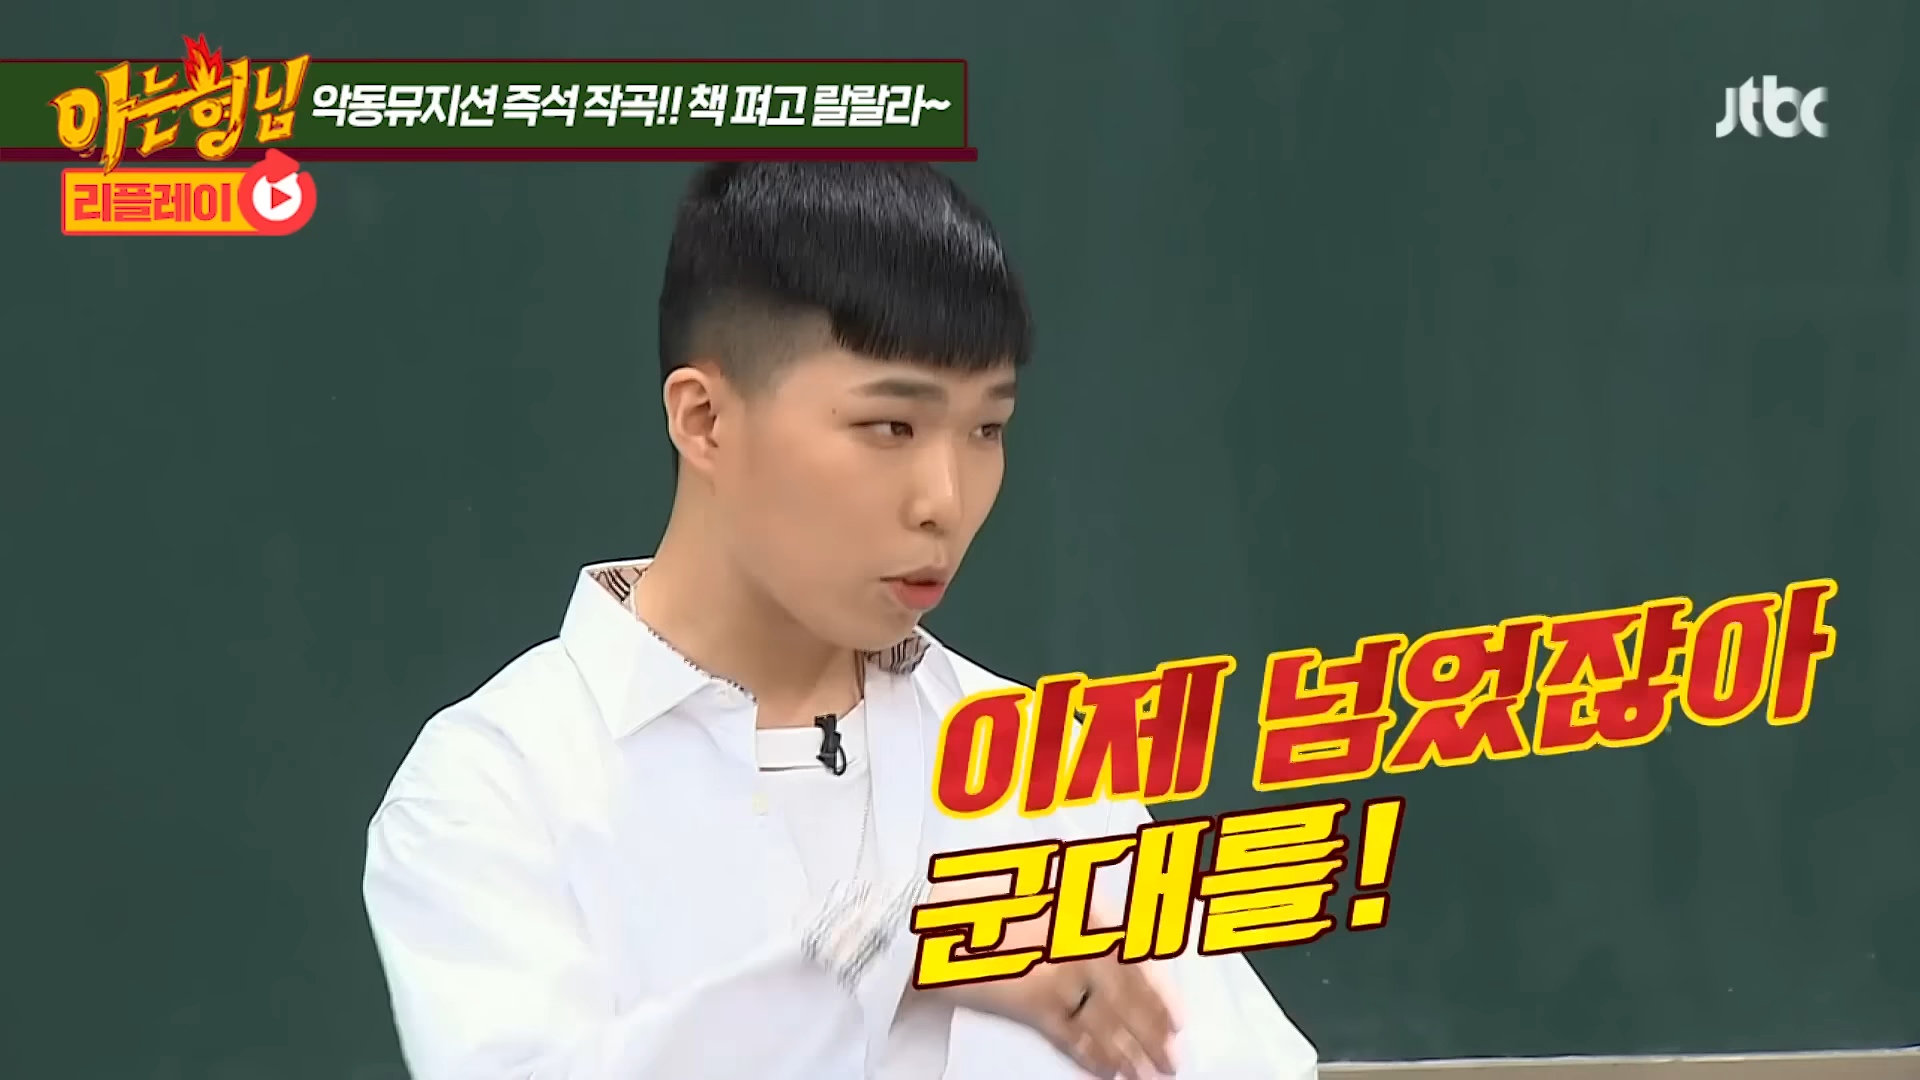 아는형님
악동뮤지션 즉석 작곡!! 책 펴고 랄랄라~
jtbc
리플레이
이제 넘었잖아
군대를!